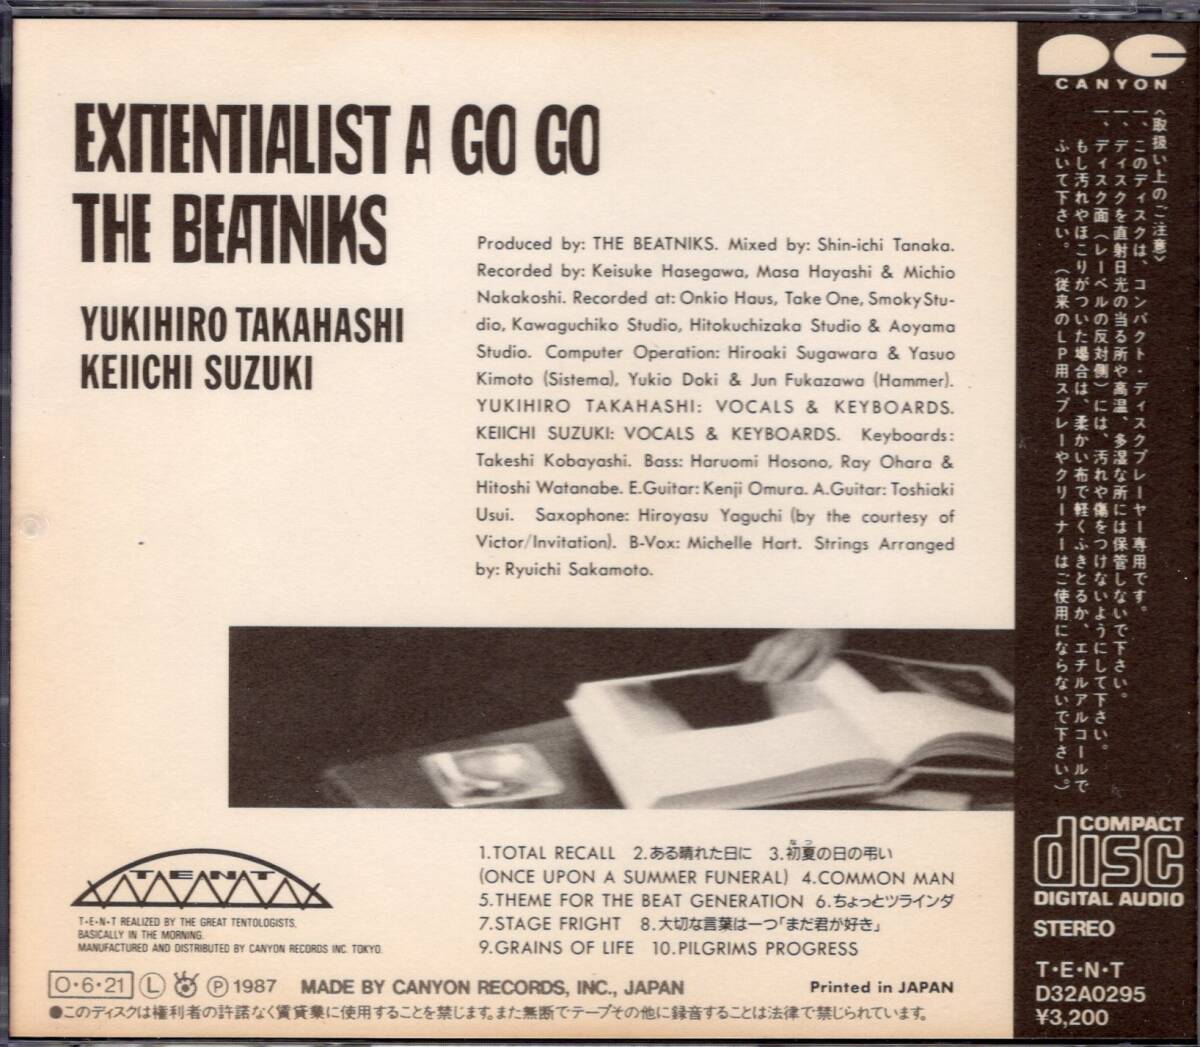 EXITENTIALIST A GO GO
THE BEATNIKS
YUKIHIRO TAKAHASHI
KEIICHI SUZUKI
Produced by: THE BEATNIKS. Mixed by: Shin-ichi Tanaka.
Recorded by: Keisuke Hasegawa, Masa Hayashi & Michio
Nakakoshi. Recorded at: Onkio Haus, Take One, Smoky Stu-
dio, Kawaguchiko Studio, Hitokuchizaka Studio & Aoyama
Studio. Computer Operation: Hiroaki Sugawara & Yasuo
Kimoto (Sistema), Yukio Doki & Jun Fukazawa (Hammer).
YUKIHIRO TAKAHASHI: VOCALS & KEYBOARDS.
KEIICHI SUZUKI: VOCALS & KEYBOARDS. Keyboards:
Takeshi Kobayashi. Bass: Haruomi Hosono, Ray Ohara &
Hitoshi Watanabe. E.Guitar: Kenji Omura. A.Guitar: Toshiaki
Usui. Saxophone: Hiroyasu Yaguchi (by the courtesy of
Victor/Invitation). B-Vox: Michelle Hart. Strings Arranged
by: Ryuichi Sakamoto.
TENT
T·E·N·T REALIZED BY THE GREAT TENTOLOGISTS,
BASICALLY IN THE MORNING.
MANUFACTURED AND DISTRIBUTED BY CANYON RECORDS INC. TOKYO.
1.TOTAL RECALL 2.ある晴れた日に 3.初夏の日の弔い
なつ
(ONCE UPON A SUMMER FUNERAL) 4.COMMON MAN
5.THEME FOR THE BEAT GENERATION 6.ちょっとツラインダ
7.STAGE FRIGHT 8.大切な言葉は一つ「まだ君が好き」
9.GRAINS OF LIFE 10.PILGRIMS PROGRESS
O·6·21 Ⓛ Ⓟ 1987 MADE BY CANYON RECORDS, INC., JAPAN Printed in JAPAN
●このディスクは権利者の許諾なく賃貸業に使用することを禁じます。また無断でテープその他に録音することは法律で禁じられています。
CANYON
〈取扱い上のご注意〉
一、このディスクは、コンパクト・ディスクプレーヤー専用です。
一、ディスクを直射日光の当る所や高温、多湿な所には保管しないで下さい。
一、ディスク面(レーベルの反対側)には、汚れや傷をつけないようにして下さい。
もし汚れやほこりがついた場合は、柔かい布で軽くふきとるか、エチルアルコールで
ふいて下さい。(従来のLP用スプレーやクリーナーはご使用にならないで下さい。)
COMPACT
disc
DIGITAL AUDIO
STEREO
T·E·N·T
D32A0295
¥3,200